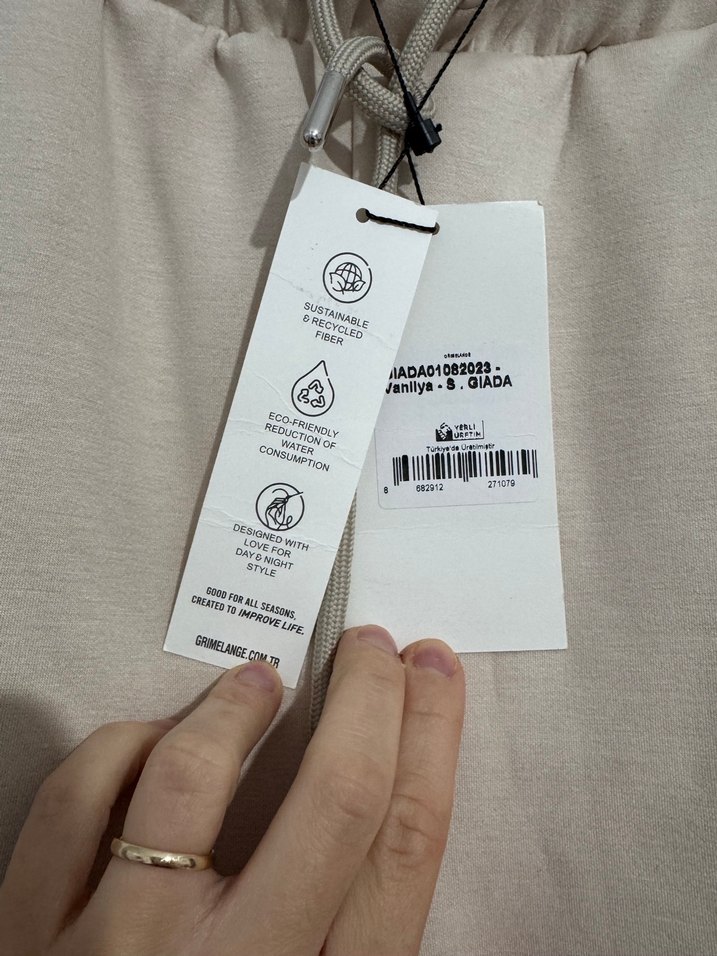 SUSTAINABLE
& RECYCLED
FIBER
ECO-FRIENDLY
REDUCTION OF
WATER
CONSUMPTION
DESIGNED WITH
LOVE FOR
DAY & NIGHT
STYLE
GOOD FOR ALL SEASONS,
CREATED TO IMPROVE LIFE.
GRIMELANGE.COM.TR
GRIMELANGE
GIADA01082023 -
Vanilya - S . GIADA
YERLİ
ÜRETİM
Türkiye'de Üretilmiştir
8 682912 271079